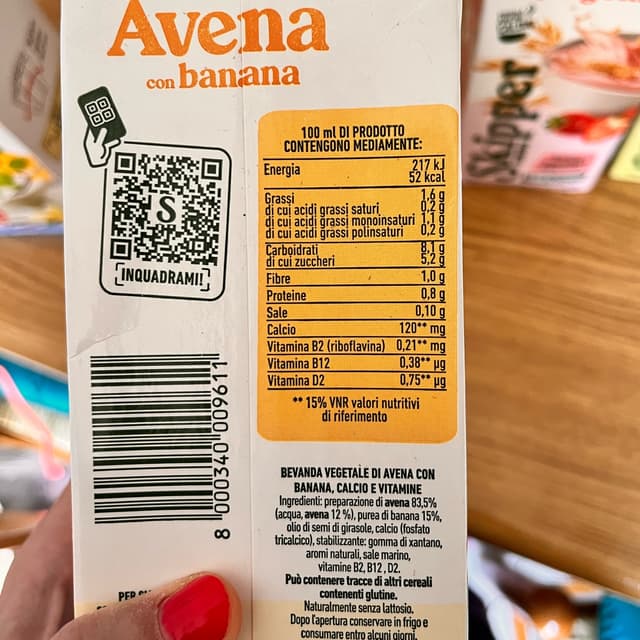 Avena
con banana
S
INQUADRAMI!
8 000340 009611
100 ml DI PRODOTTO
CONTENGONO MEDIAMENTE:
Energia 217 kJ
52 kcal
Grassi 1,6 g
di cui acidi grassi saturi 0,2 g
di cui acidi grassi monoinsaturi 1,1 g
di cui acidi grassi polinsaturi 0,2 g
Carboidrati 8,1 g
di cui zuccheri 5,2 g
Fibre 1,0 g
Proteine 0,8 g
Sale 0,10 g
Calcio 120** mg
Vitamina B2 (riboflavina) 0,21** mg
Vitamina B12 0,38** µg
Vitamina D2 0,75** µg
** 15% VNR valori nutritivi
di riferimento
BEVANDA VEGETALE DI AVENA CON
BANANA, CALCIO E VITAMINE
Ingredienti: preparazione di avena 83,5%
(acqua, avena 12 %), purea di banana 15%,
olio di semi di girasole, calcio (fosfato
tricalcico), stabilizzante: gomma di xantano,
aromi naturali, sale marino,
vitamine B2, B12 , D2.
Può contenere tracce di altri cereali
contenenti glutine.
Naturalmente senza lattosio.
Dopo l'apertura conservare in frigo e
consumare entro alcuni giorni.
PER
Skipper